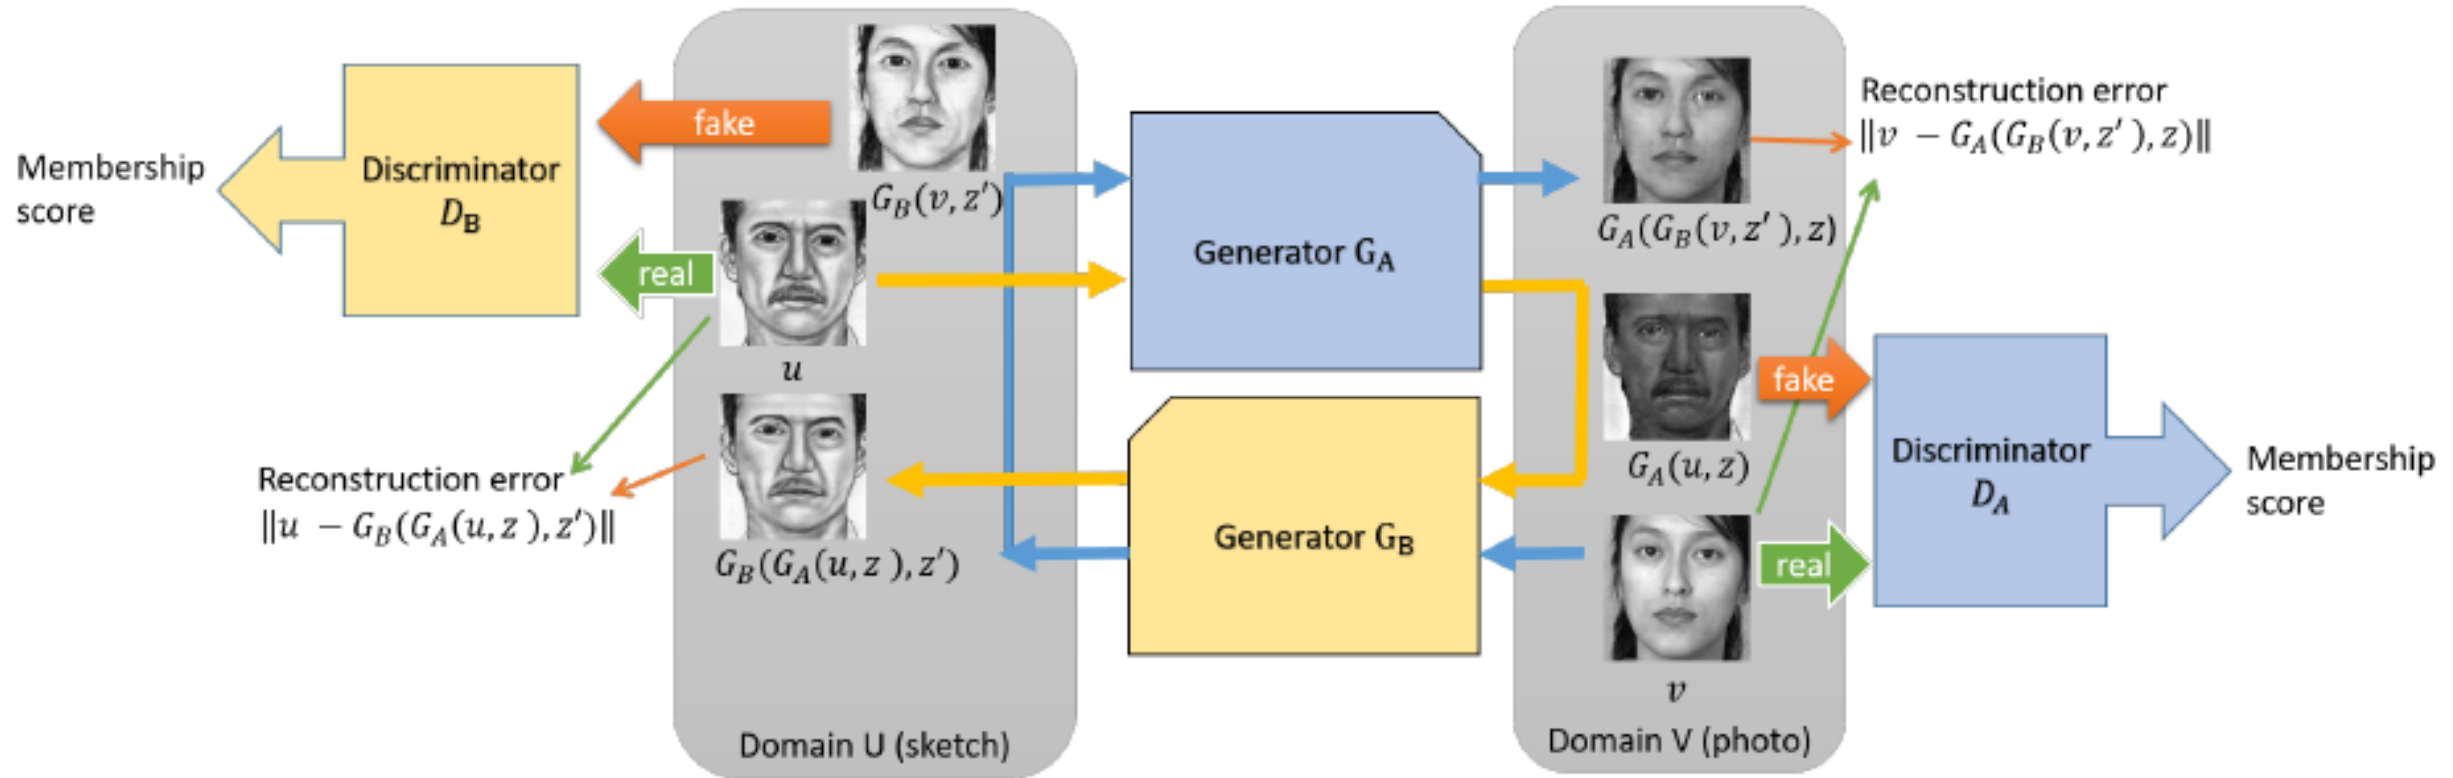 Membership
score
Discriminator
D_B
fake
real
G_B(v, z′)
u
Reconstruction error
‖u − G_B(G_A(u, z ), z′)‖
G_B(G_A(u, z ), z′)
Domain U (sketch)
Generator G_A
Generator G_B
G_A(G_B(v, z′ ), z)
Reconstruction error
‖v − G_A(G_B(v, z′ ), z)‖
G_A(u, z)
fake
real
v
Domain V (photo)
Discriminator
D_A
Membership
score